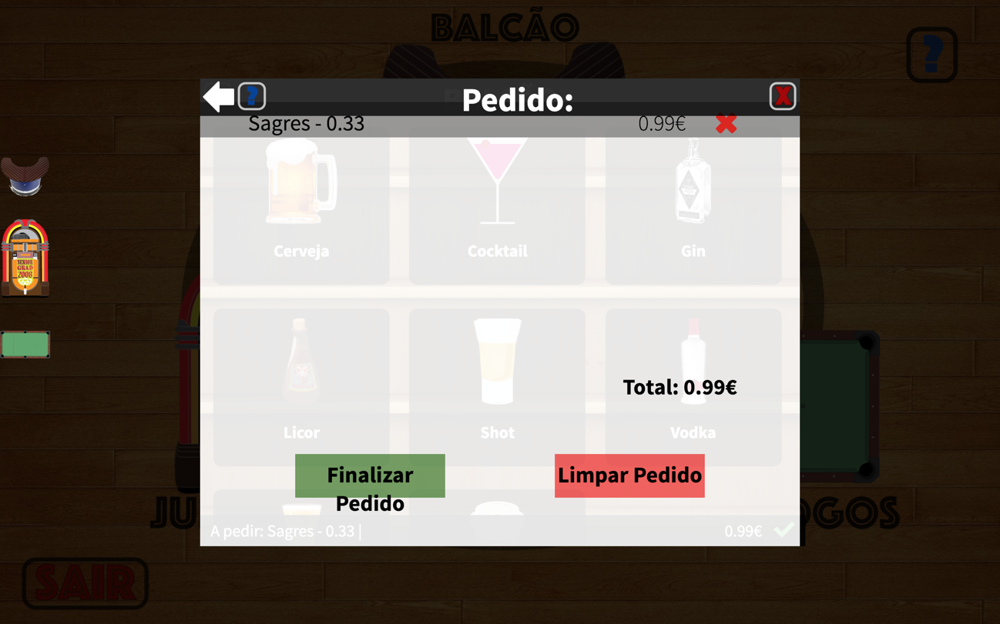 BALCÃO
?
?
Pedido:
X
Sagres - 0.33
0.99€
Cerveja
Cocktail
Gin
SENIOR
GRAD
2008
Total: 0.99€
Licor
Shot
Vodka
Finalizar
Pedido
Limpar Pedido
JU
OGOS
A pedir: Sagres - 0.33 |
0.99€
SAIR